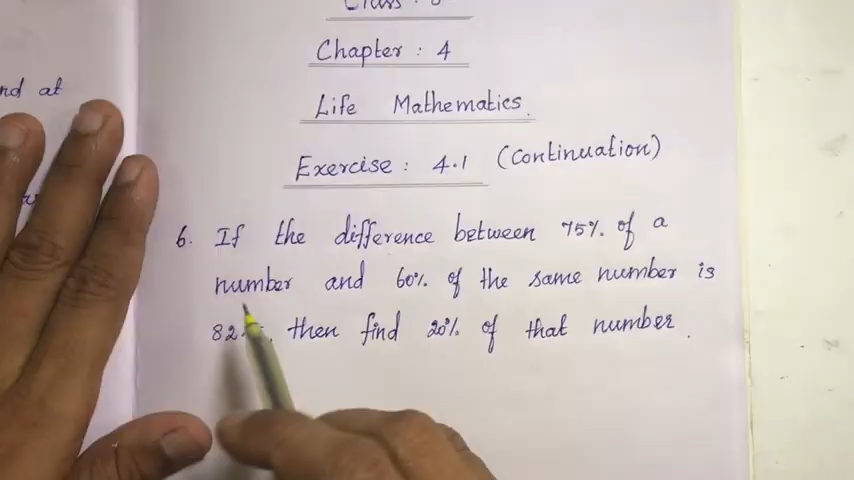 Chapter : 4
Life Mathematics.
Exercise : 4.1 (Continuation)
nd at
6. If the difference between 75% of a
number and 60% of the same number is
then find 20% of that number.